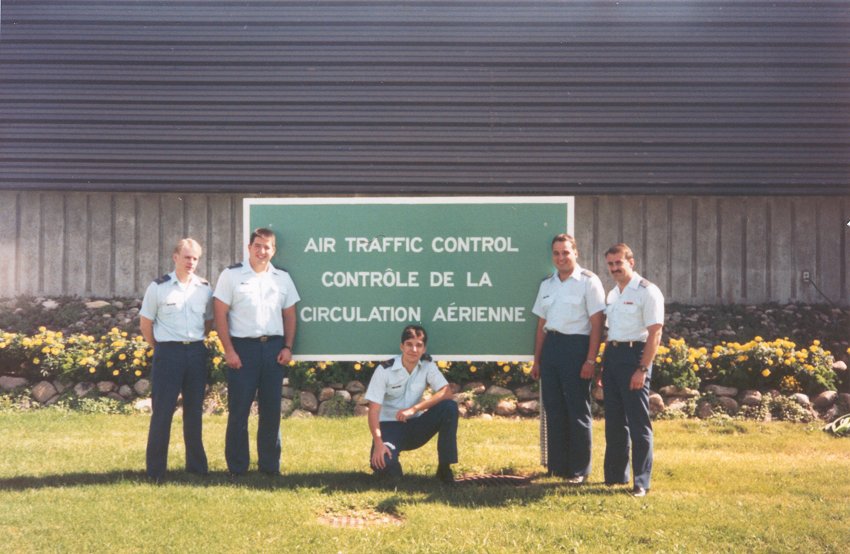 AIR TRAFFIC CONTROL
CONTRÔLE DE LA
CIRCULATION AÉRIENNE